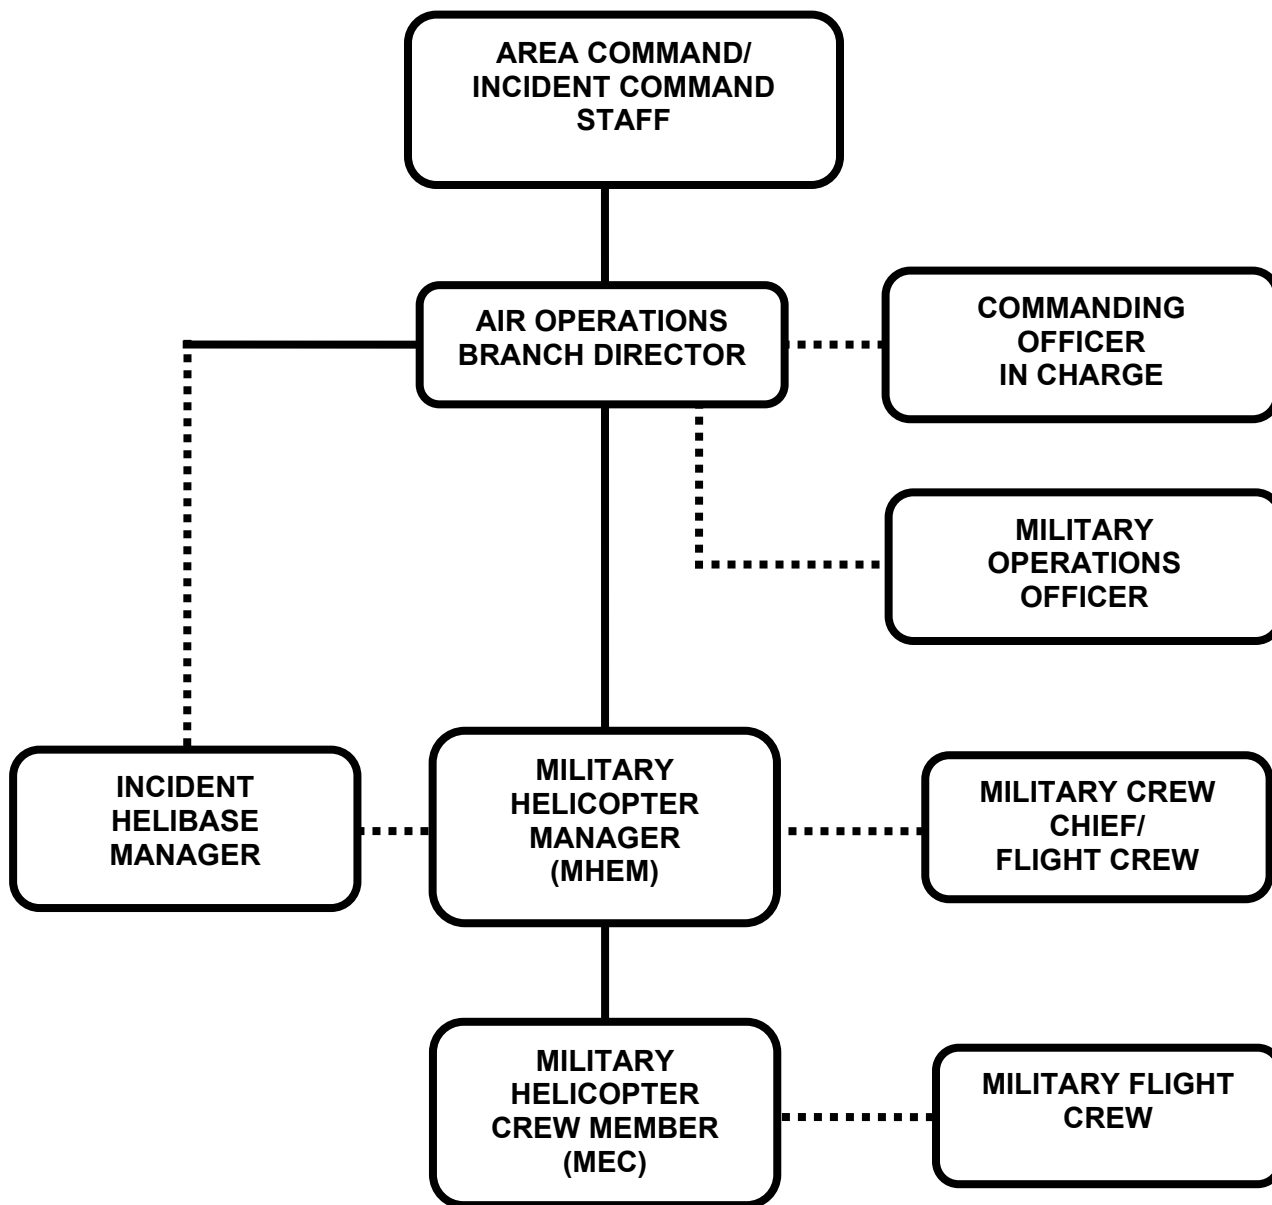 AREA COMMAND/
INCIDENT COMMAND
STAFF
AIR OPERATIONS
BRANCH DIRECTOR
COMMANDING
OFFICER
IN CHARGE
MILITARY
OPERATIONS
OFFICER
INCIDENT
HELIBASE
MANAGER
MILITARY
HELICOPTER
MANAGER
(MHEM)
MILITARY CREW
CHIEF/
FLIGHT CREW
MILITARY
HELICOPTER
CREW MEMBER
(MEC)
MILITARY FLIGHT
CREW